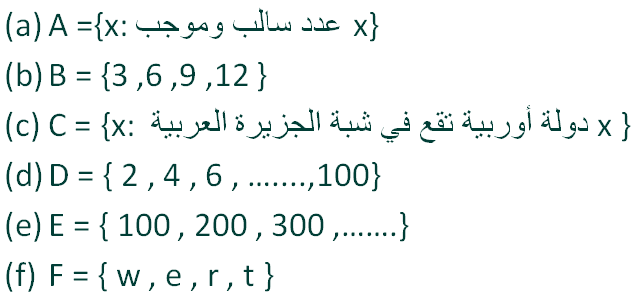 (a) A ={x: عدد سالب وموجب x}
(b) B = {3 ,6 ,9 ,12 }
(c) C = {x: دولة أوربية تقع في شبة الجزيرة العربية x }
(d) D = { 2 , 4 , 6 , .......,100}
(e) E = { 100 , 200 , 300 ,.......}
(f) F = { w , e , r , t }